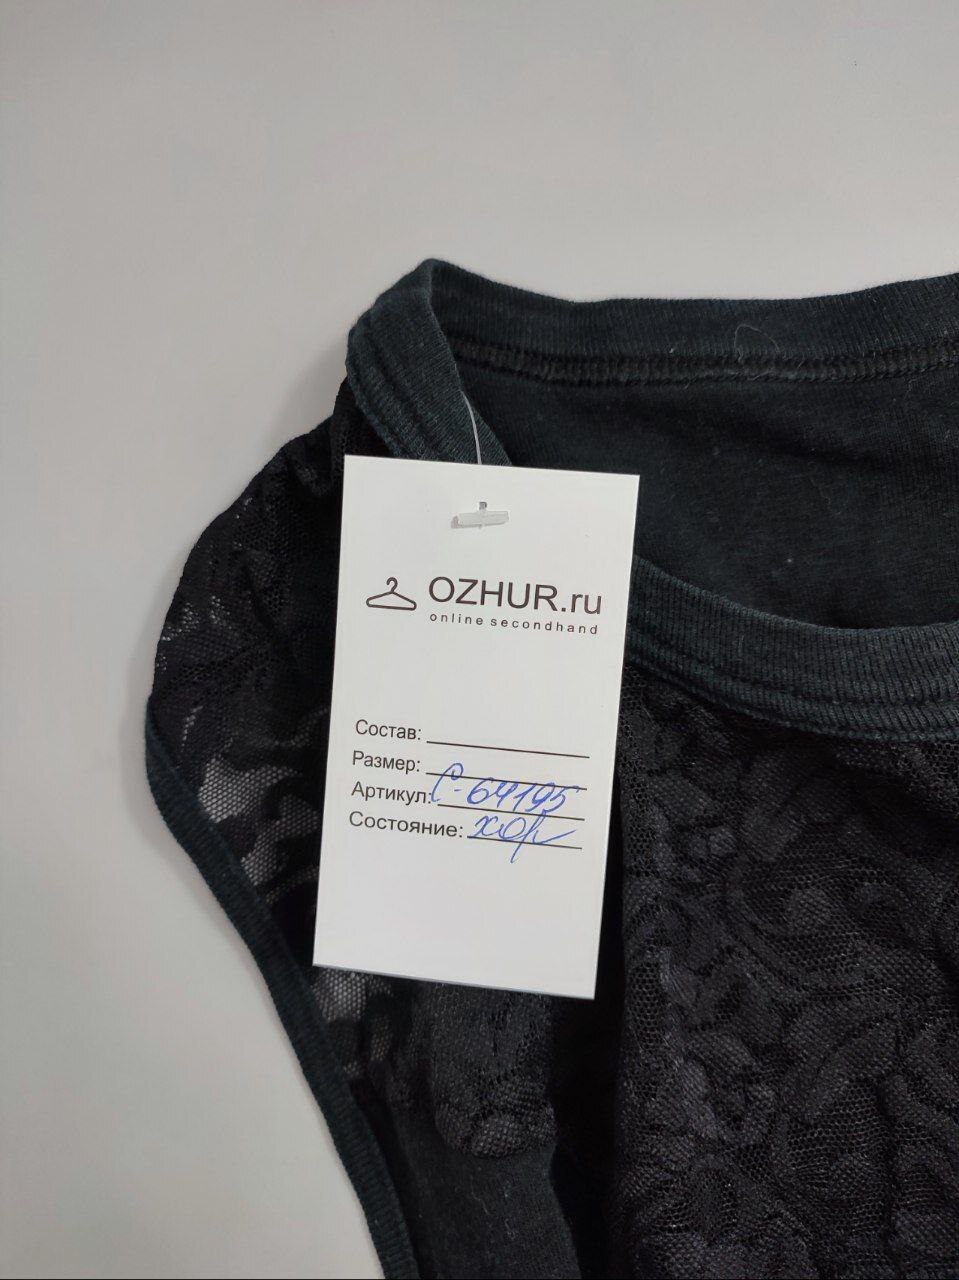 OZHUR.ru
online secondhand
Состав:
Размер:
Артикул: С-64195
Состояние: хор